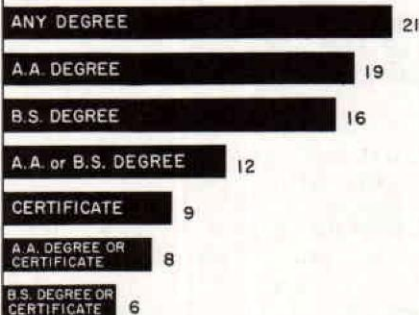 ANY DEGREE 21
A.A. DEGREE 19
B.S. DEGREE 16
A.A. or B.S. DEGREE 12
CERTIFICATE 9
A.A. DEGREE OR
CERTIFICATE 8
B.S. DEGREE OR
CERTIFICATE 6